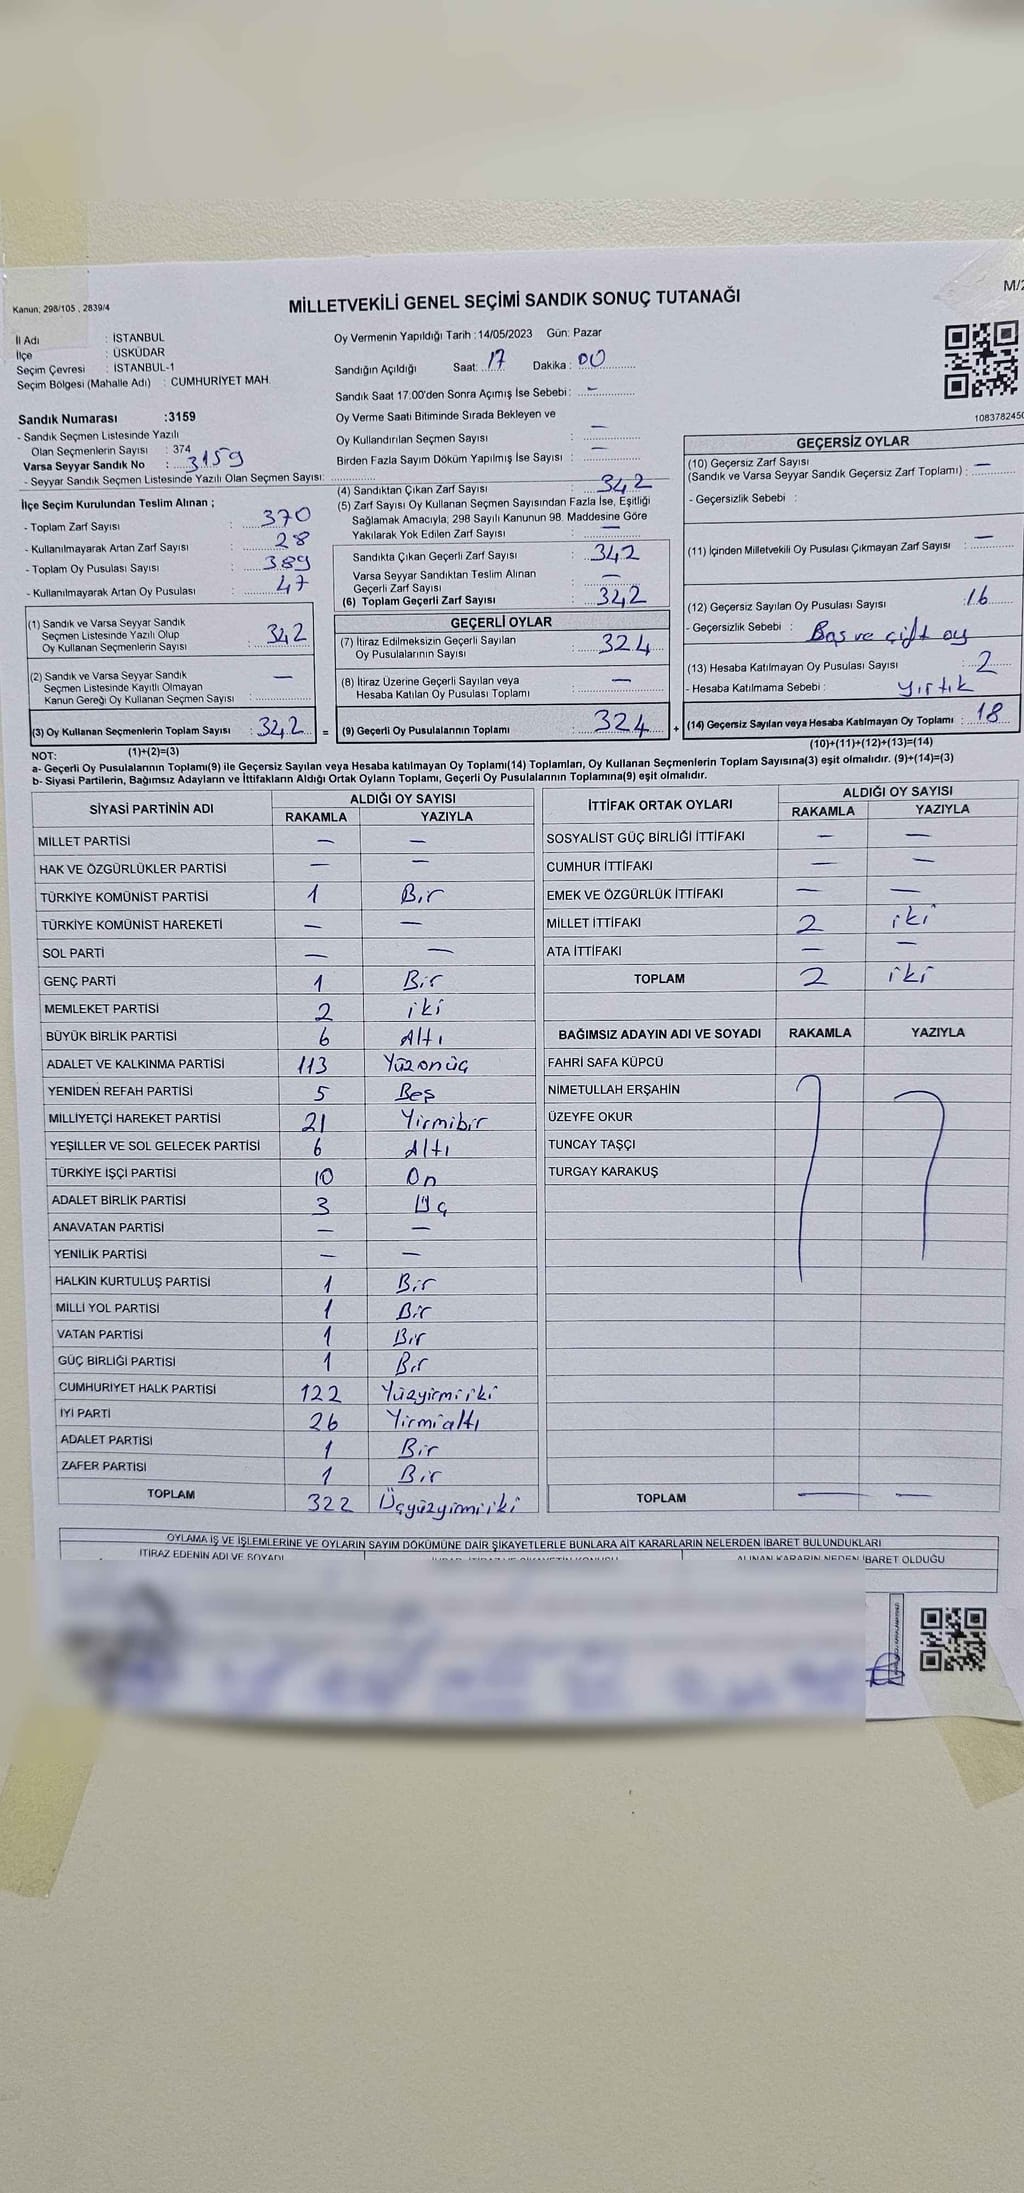 Kanun; 298/105 , 2839/4
MİLLETVEKİLİ GENEL SEÇİMİ SANDIK SONUÇ TUTANAĞI
M/2
İl Adı : İSTANBUL
İlçe : ÜSKÜDAR
Seçim Çevresi : İSTANBUL-1
Seçim Bölgesi (Mahalle Adı) : CUMHURİYET MAH.
Sandık Numarası :3159
- Sandık Seçmen Listesinde Yazılı
Olan Seçmenlerin Sayısı : 374
Varsa Seyyar Sandık No : 3159
- Seyyar Sandık Seçmen Listesinde Yazılı Olan Seçmen Sayısı:
Oy Vermenin Yapıldığı Tarih : 14/05/2023 Gün: Pazar
Sandığın Açıldığı Saat: 17 Dakika : 00
Sandık Saat 17.00'den Sonra Açımış İse Sebebi : –
Oy Verme Saati Bitiminde Sırada Bekleyen ve
Oy Kullandırılan Seçmen Sayısı : –
Birden Fazla Sayım Döküm Yapılmış İse Sayısı : –
1083782450
İlçe Seçim Kurulundan Teslim Alınan ;
- Toplam Zarf Sayısı : 370
- Kullanılmayarak Artan Zarf Sayısı : 28
- Toplam Oy Pusulası Sayısı : 389
- Kullanılmayarak Artan Oy Pusulası : 47
(1) Sandık ve Varsa Seyyar Sandık
Seçmen Listesinde Yazılı Olup
Oy Kullanan Seçmenlerin Sayısı : 342
(2) Sandık ve Varsa Seyyar Sandık
Seçmen Listesinde Kayıtlı Olmayan
Kanun Gereği Oy Kullanan Seçmen Sayısı : –
(3) Oy Kullanan Seçmenlerin Toplam Sayısı : 342 =
(1)+(2)=(3)
(4) Sandıktan Çıkan Zarf Sayısı : 342
(5) Zarf Sayısı Oy Kullanan Seçmen Sayısından Fazla İse, Eşitliği
Sağlamak Amacıyla, 298 Sayılı Kanunun 98. Maddesine Göre
Yakılarak Yok Edilen Zarf Sayısı : –
Sandıkta Çıkan Geçerli Zarf Sayısı : 342
Varsa Seyyar Sandıktan Teslim Alınan
Geçerli Zarf Sayısı : –
(6) Toplam Geçerli Zarf Sayısı : 342
GEÇERLİ OYLAR
(7) İtiraz Edilmeksizin Geçerli Sayılan
Oy Pusulalarının Sayısı : 324
(8) İtiraz Üzerine Geçerli Sayılan veya
Hesaba Katılan Oy Pusulası Toplamı : –
(9) Geçerli Oy Pusulalarının Toplamı : 324 +
GEÇERSİZ OYLAR
(10) Geçersiz Zarf Sayısı
(Sandık ve Varsa Seyyar Sandık Geçersiz Zarf Toplamı) : –
- Geçersizlik Sebebi :
(11) İçinden Milletvekili Oy Pusulası Çıkmayan Zarf Sayısı : –
(12) Geçersiz Sayılan Oy Pusulası Sayısı : 16
- Geçersizlik Sebebi : Boş ve çift oy
(13) Hesaba Katılmayan Oy Pusulası Sayısı : 2
- Hesaba Katılmama Sebebi : yırtık
(14) Geçersiz Sayılan veya Hesaba Katılmayan Oy Toplamı : 18
(10)+(11)+(12)+(13)=(14)
NOT:
a- Geçerli Oy Pusulalarının Toplamı(9) ile Geçersiz Sayılan veya Hesaba katılmayan Oy Toplamı(14) Toplamları, Oy Kullanan Seçmenlerin Toplam Sayısına(3) eşit olmalıdır. (9)+(14)=(3)
b- Siyasi Partilerin, Bağımsız Adayların ve İttifakların Aldığı Ortak Oyların Toplamı, Geçerli Oy Pusulalarının Toplamına(9) eşit olmalıdır.
SİYASİ PARTİNİN ADI ALDIĞI OY SAYISI
RAKAMLA YAZIYLA
MİLLET PARTİSİ – –
HAK VE ÖZGÜRLÜKLER PARTİSİ – –
TÜRKİYE KOMÜNİST PARTİSİ 1 Bir
TÜRKİYE KOMÜNİST HAREKETİ – –
SOL PARTİ – –
GENÇ PARTİ 1 Bir
MEMLEKET PARTİSİ 2 iki
BÜYÜK BİRLİK PARTİSİ 6 Altı
ADALET VE KALKINMA PARTİSİ 113 Yüzonüç
YENİDEN REFAH PARTİSİ 5 Beş
MİLLİYETÇİ HAREKET PARTİSİ 21 Yirmibir
YEŞİLLER VE SOL GELECEK PARTİSİ 6 Altı
TÜRKİYE İŞÇİ PARTİSİ 10 On
ADALET BİRLİK PARTİSİ 3 Üç
ANAVATAN PARTİSİ – –
YENİLİK PARTİSİ – –
HALKIN KURTULUŞ PARTİSİ 1 Bir
MİLLİ YOL PARTİSİ 1 Bir
VATAN PARTİSİ 1 Bir
GÜÇ BİRLİĞİ PARTİSİ 1 Bir
CUMHURİYET HALK PARTİSİ 122 Yüzyirmiiki
İYİ PARTİ 26 Yirmialtı
ADALET PARTİSİ 1 Bir
ZAFER PARTİSİ 1 Bir
TOPLAM 322 Üçyüzyirmiiki
İTTİFAK ORTAK OYLARI ALDIĞI OY SAYISI
RAKAMLA YAZIYLA
SOSYALİST GÜÇ BİRLİĞİ İTTİFAKI – –
CUMHUR İTTİFAKI – –
EMEK VE ÖZGÜRLÜK İTTİFAKI – –
MİLLET İTTİFAKI 2 iki
ATA İTTİFAKI – –
TOPLAM 2 iki
BAĞIMSIZ ADAYIN ADI VE SOYADI RAKAMLA YAZIYLA
FAHRİ SAFA KÜPCÜ
NİMETULLAH ERŞAHİN
ÜZEYFE OKUR
TUNCAY TAŞÇI
TURGAY KARAKUŞ
TOPLAM – –
OYLAMA İŞ VE İŞLEMLERİNE VE OYLARIN SAYIM DÖKÜMÜNE DAİR ŞİKAYETLERLE BUNLARA AİT KARARLARIN NELERDEN İBARET BULUNDUKLARI
İTİRAZ EDENİN ADI VE SOYADI
ALINAN KARARIN NEDEN İBARET OLDUĞU